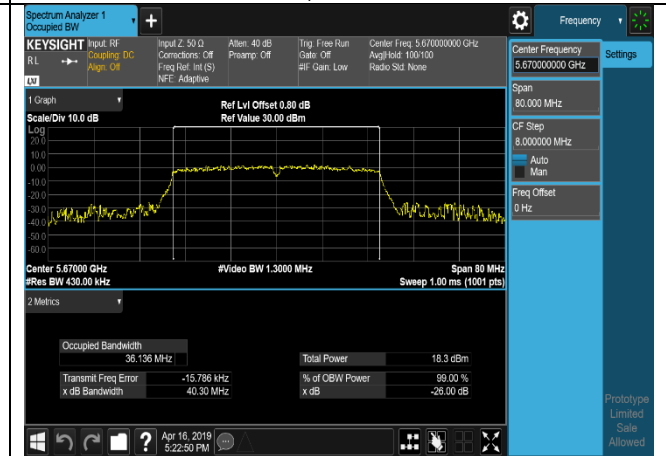 Spectrum Analyzer 1
Occupied BW
+
Frequency
KEYSIGHT
RL
LXI
Input: RF
Coupling: DC
Align: Off
Input Z: 50 Ω
Corrections: Off
Freq Ref: Int (S)
NFE: Adaptive
Atten: 40 dB
Preamp: Off
Trig: Free Run
Gate: Off
#IF Gain: Low
Center Freq: 5.670000000 GHz
Avg|Hold: 100/100
Radio Std: None
Center Frequency
5.670000000 GHz
Settings
Span
80.000 MHz
CF Step
8.000000 MHz
Auto
Man
Freq Offset
0 Hz
1 Graph
Scale/Div 10.0 dB
Ref Lvl Offset 0.80 dB
Ref Value 30.00 dBm
Log
20.0
10.0
0.00
-10.0
-20.0
-30.0
-40.0
-50.0
-60.0
Center 5.67000 GHz
#Video BW 1.3000 MHz
Span 80 MHz
#Res BW 430.00 kHz
Sweep 1.00 ms (1001 pts)
2 Metrics
Occupied Bandwidth
36.136 MHz
Total Power 18.3 dBm
Transmit Freq Error -15.786 kHz
% of OBW Power 99.00 %
x dB Bandwidth 40.30 MHz
x dB -26.00 dB
Prototype
Limited
Sale
Allowed
?
Apr 16, 2019
5:22:50 PM